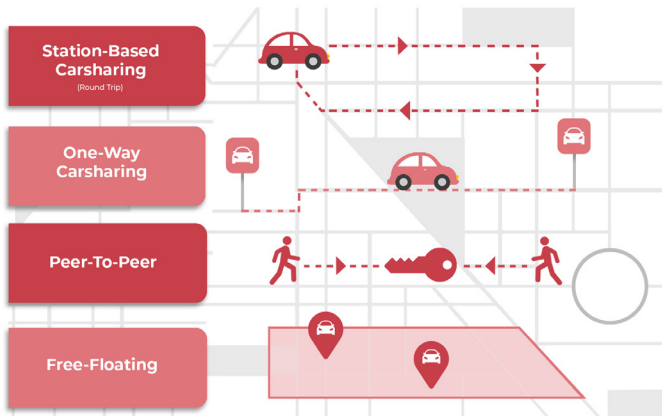 Station-Based
Carsharing
(Round Trip)
One-Way
Carsharing
Peer-To-Peer
Free-Floating